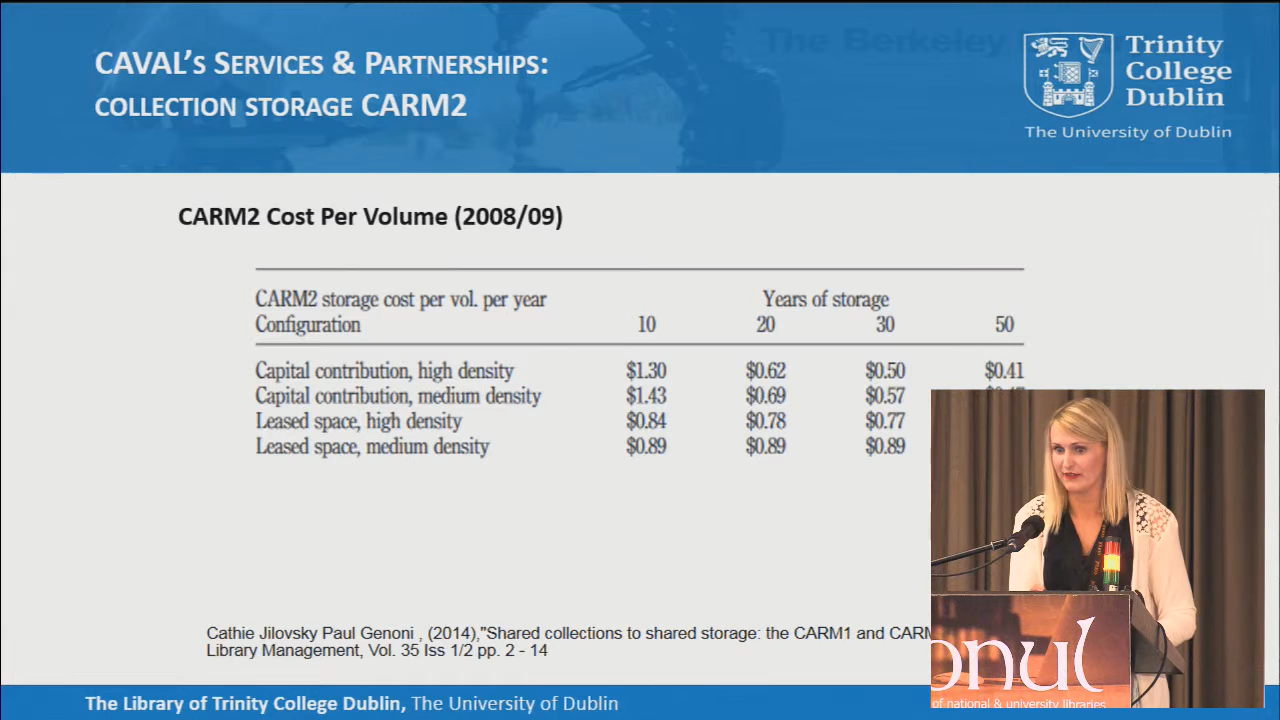 CAVAL'S SERVICES & PARTNERSHIPS:
COLLECTION STORAGE CARM2
Trinity
College
Dublin
The University of Dublin
The Berkeley
CARM2 Cost Per Volume (2008/09)
CARM2 storage cost per vol. per year Years of storage
Configuration 10 20 30 50
Capital contribution, high density $1.30 $0.62 $0.50 $0.41
Capital contribution, medium density $1.43 $0.69 $0.57
Leased space, high density $0.84 $0.78 $0.77
Leased space, medium density $0.89 $0.89 $0.89
Cathie Jilovsky Paul Genoni , (2014),"Shared collections to shared storage: the CARM1 and
Library Management, Vol. 35 Iss 1/2 pp. 2 - 14
onul
of national & university libraries
The Library of Trinity College Dublin, The University of Dublin